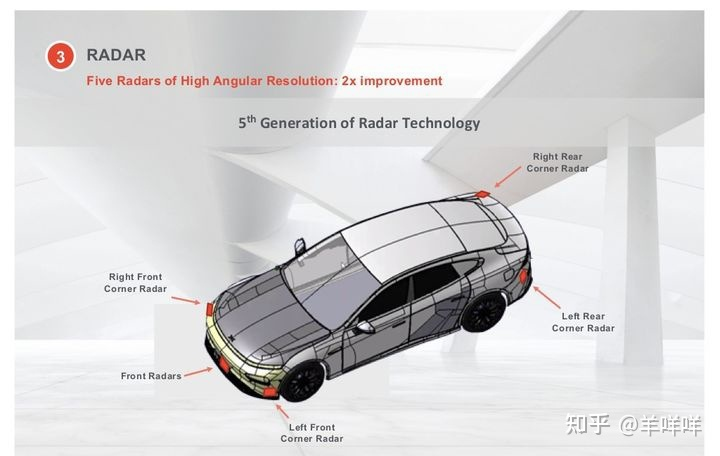 3 RADAR
Five Radars of High Angular Resolution: 2x improvement
5th Generation of Radar Technology
Right Rear
Corner Radar
Right Front
Corner Radar
Left Rear
Corner Radar
Front Radars
Left Front
Corner Radar
知乎 @羊咩咩